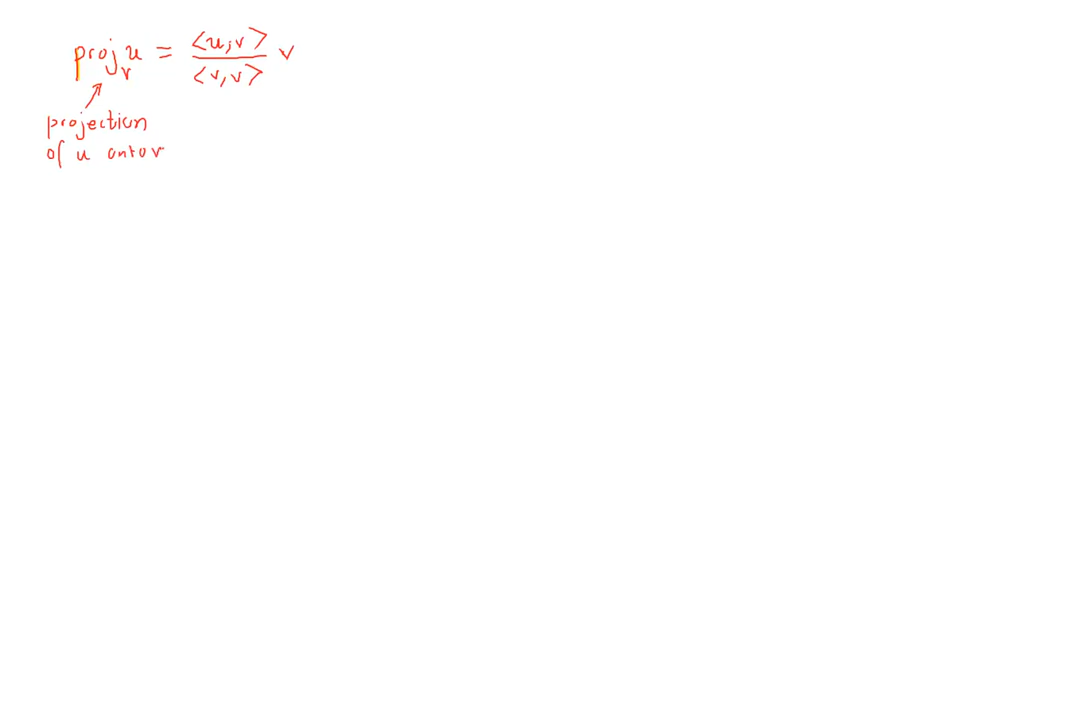 proj_v u = <u,v> / <v,v> v
projection
of u onto v